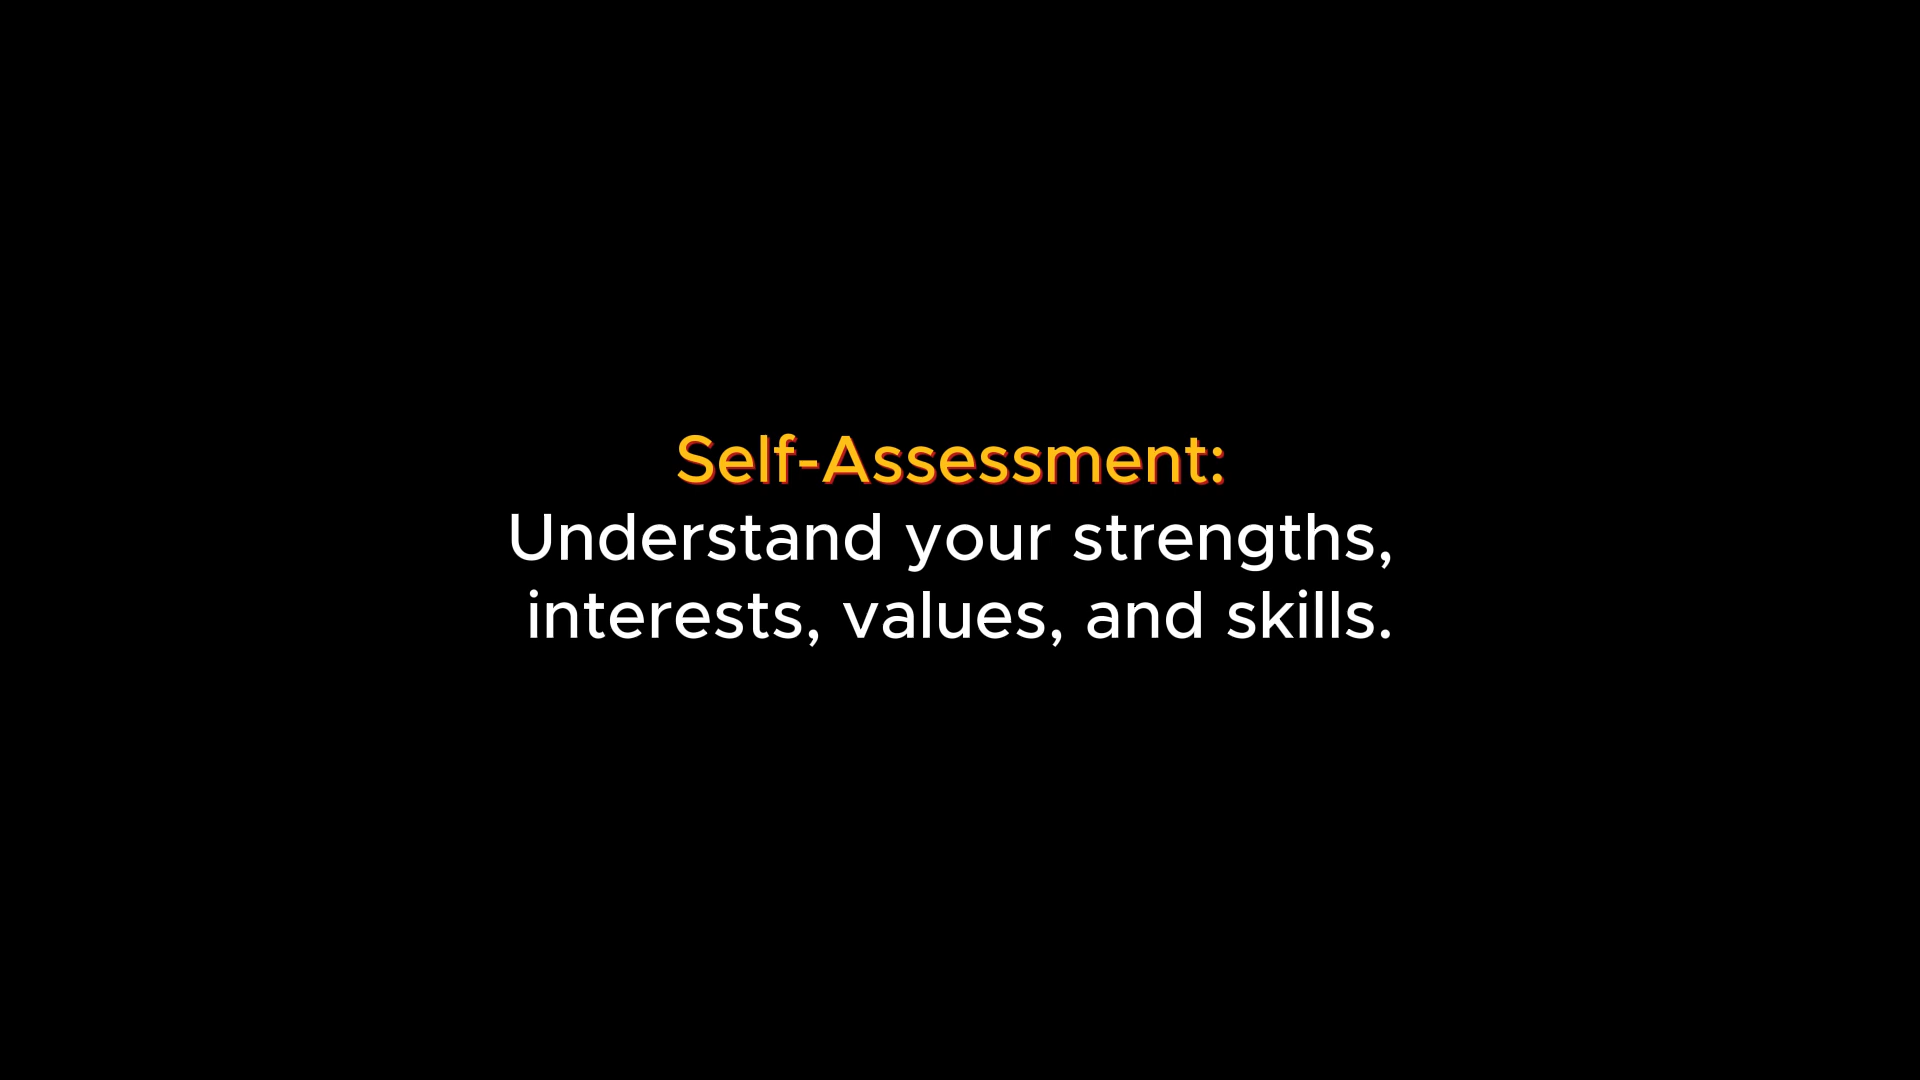 Self-Assessment:
Understand your strengths,
interests, values, and skills.